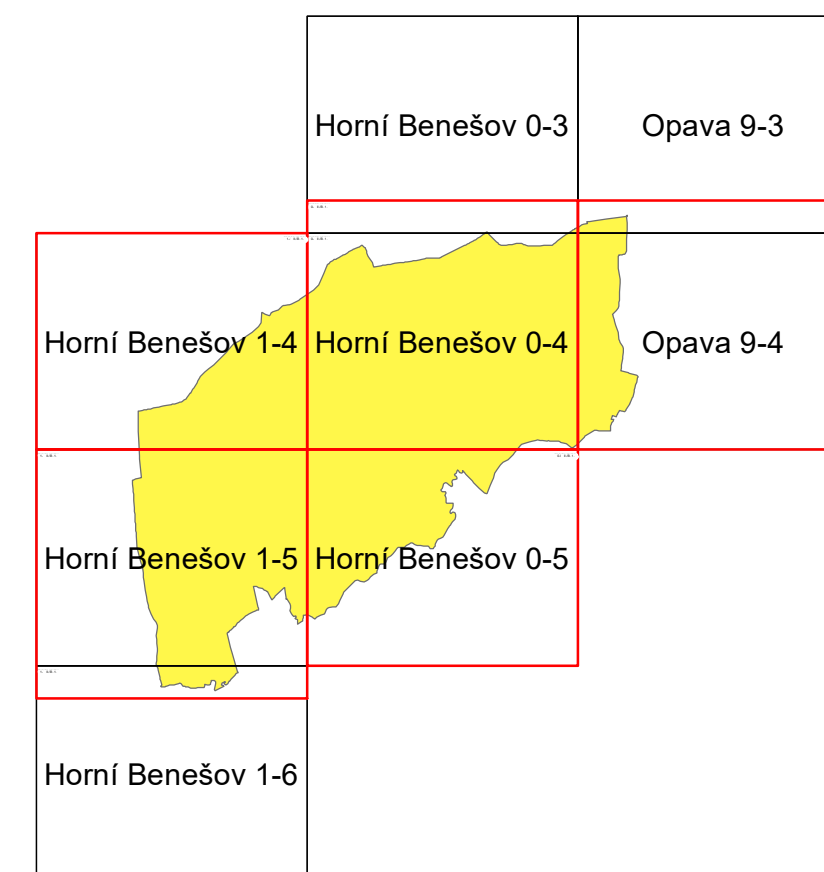 Horní Benešov 0-3
Opava 9-3
Horní Benešov 1-4
Horní Benešov 0-4
Opava 9-4
Horní Benešov 1-5
Horní Benešov 0-5
Horní Benešov 1-6